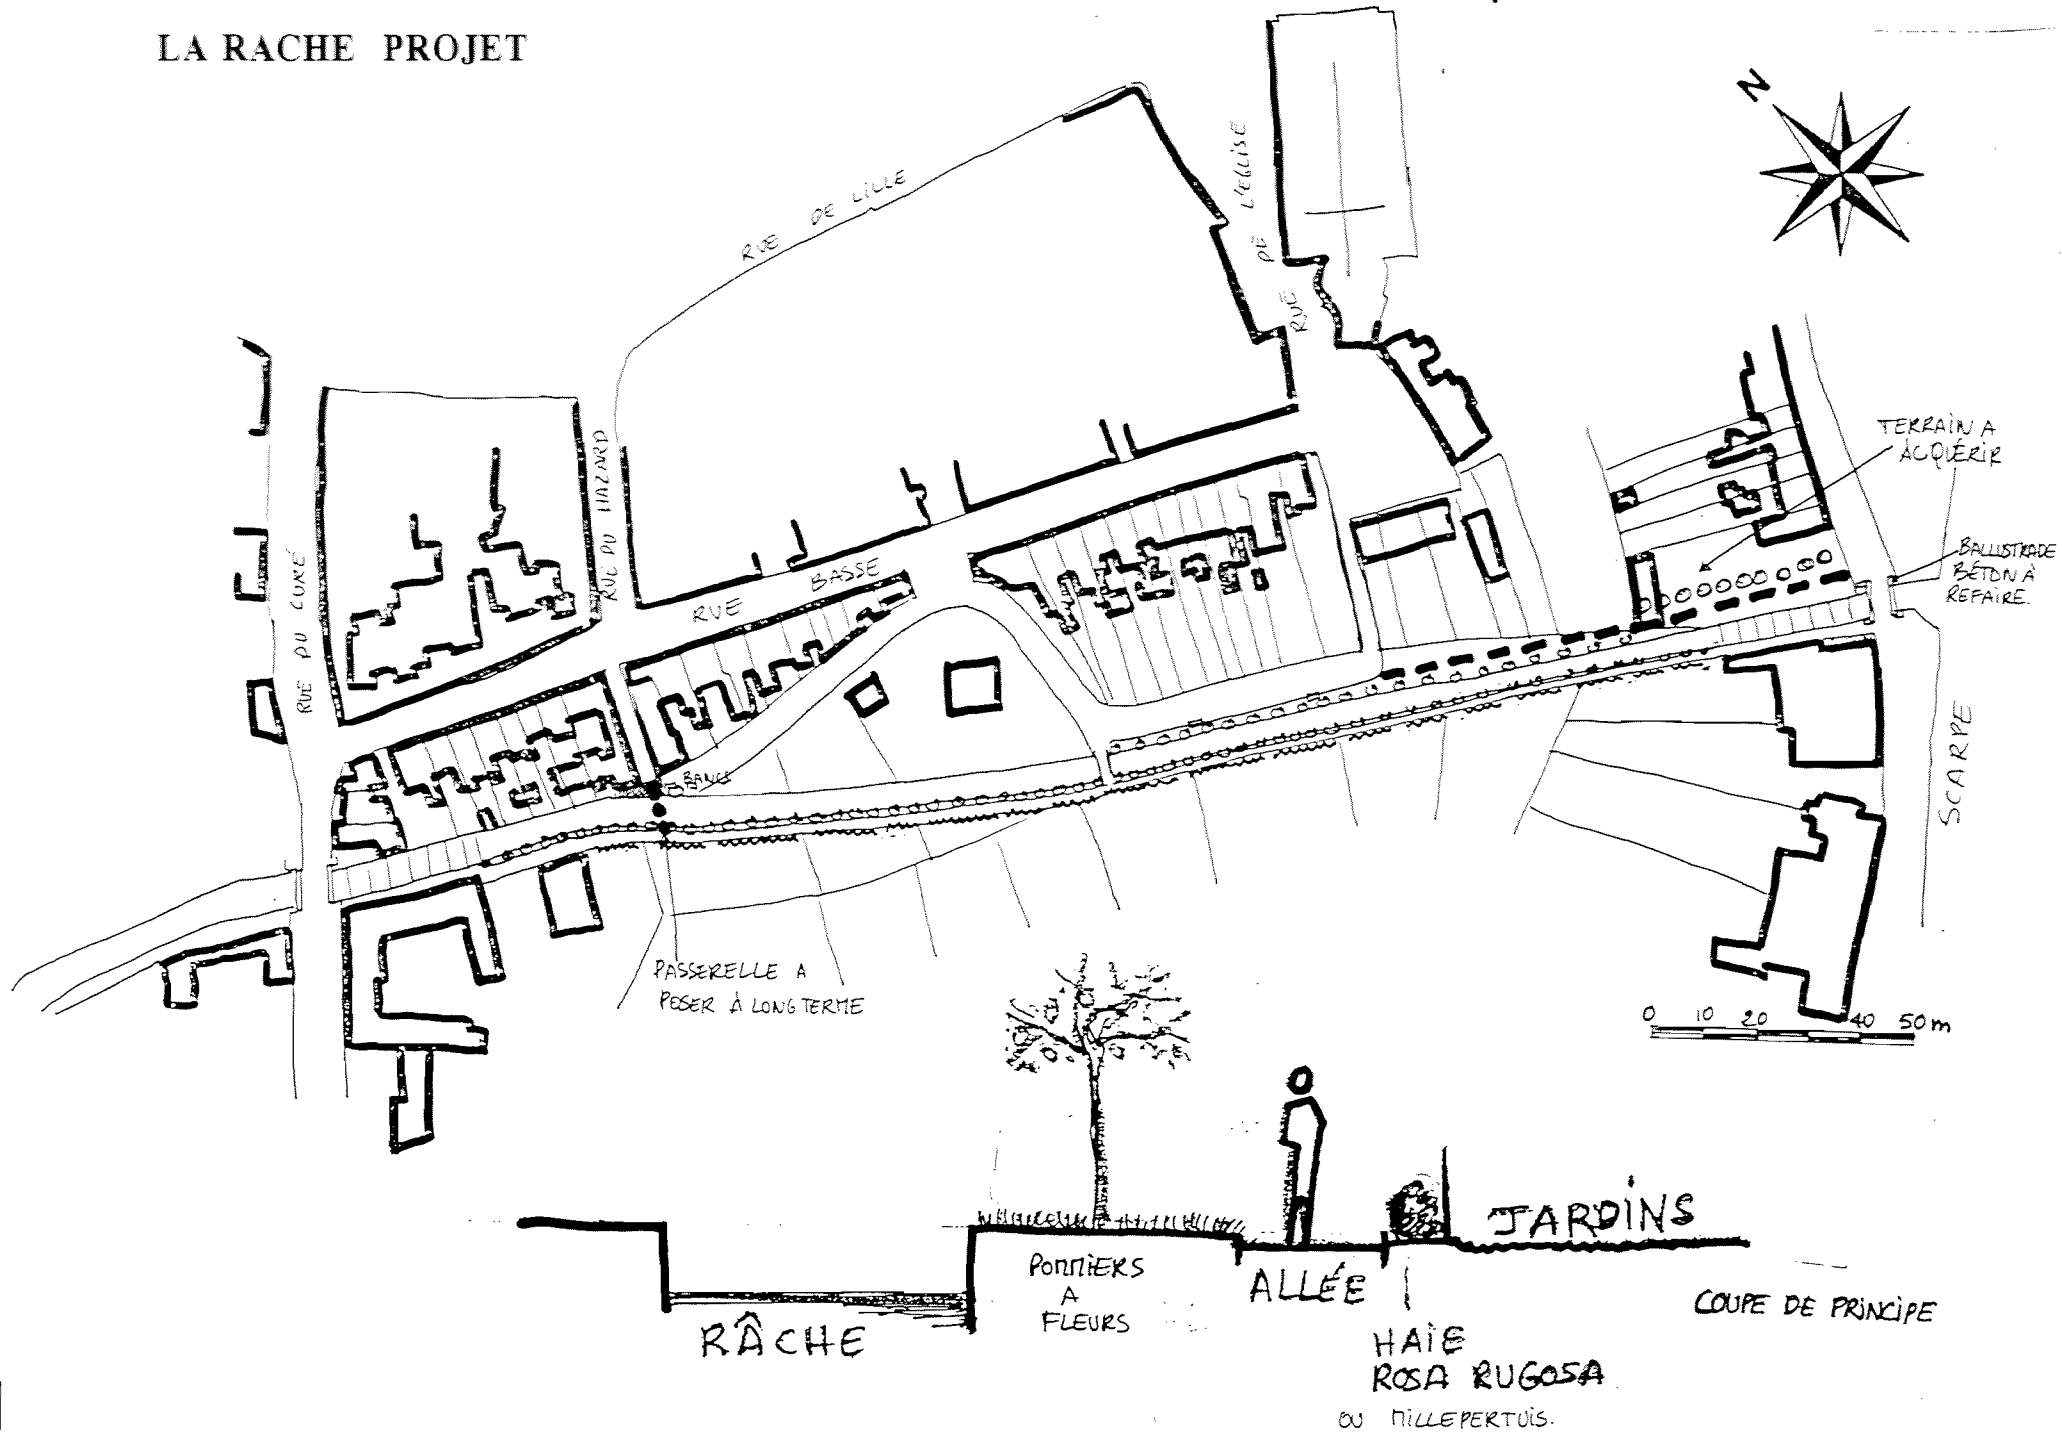 LA RACHE PROJET
N
RUE DE LILLE
RUE DE L'EGLISE
TERRAIN A
ACQUÉRIR
RUE DU HAZARD
BALLUSTRADE
BÉTON À
REFAIRE.
RUE BASSE
RUE DU CURÉ
BANCS
SCARPE
PASSERELLE A
POSER À LONG TERME
0 10 20 40 50 m
JARDINS
POMMIERS
A
FLEURS
ALLÉE
COUPE DE PRINCIPE
RÂCHE
HAIE
ROSA RUGOSA
OU MILLEPERTUIS.